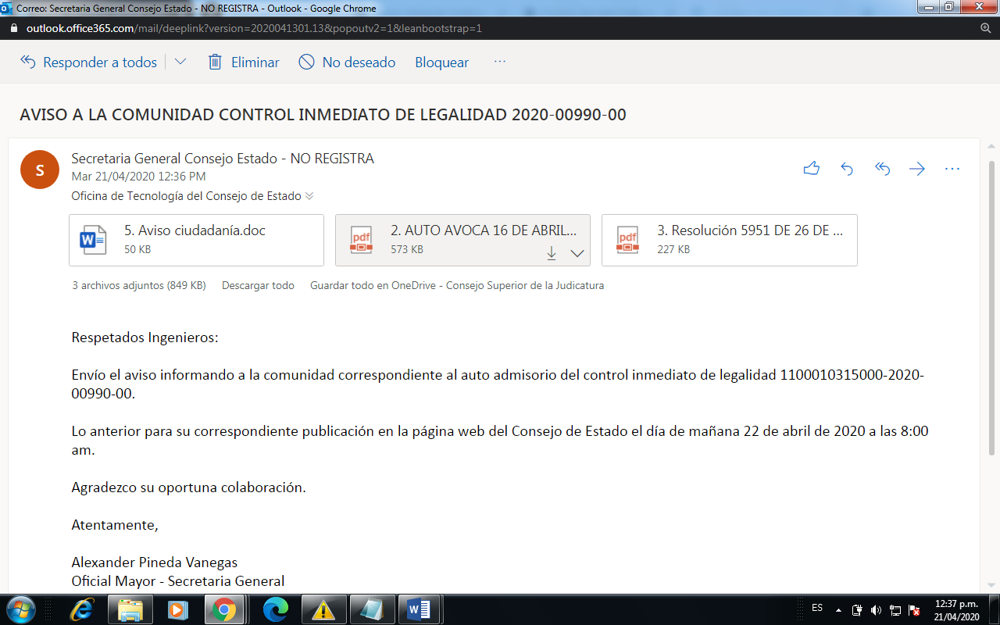 Correo: Secretaria General Consejo Estado - NO REGISTRA - Outlook - Google Chrome
outlook.office365.com/mail/deeplink?version=2020041301.13&popoutv2=1&leanbootstrap=1
Responder a todos Eliminar No deseado Bloquear ...
AVISO A LA COMUNIDAD CONTROL INMEDIATO DE LEGALIDAD 2020-00990-00
S
Secretaria General Consejo Estado - NO REGISTRA
Mar 21/04/2020 12:36 PM
Oficina de Tecnología del Consejo de Estado
5. Aviso ciudadanía.doc
50 KB
2. AUTO AVOCA 16 DE ABRIL...
573 KB
3. Resolución 5951 DE 26 DE ...
227 KB
3 archivos adjuntos (849 KB) Descargar todo Guardar todo en OneDrive - Consejo Superior de la Judicatura
Respetados Ingenieros:
Envío el aviso informando a la comunidad correspondiente al auto admisorio del control inmediato de legalidad 1100010315000-2020-
00990-00.
Lo anterior para su correspondiente publicación en la página web del Consejo de Estado el día de mañana 22 de abril de 2020 a las 8:00
am.
Agradezco su oportuna colaboración.
Atentamente,
Alexander Pineda Vanegas
Oficial Mayor - Secretaria General
ES
12:37 p.m.
21/04/2020